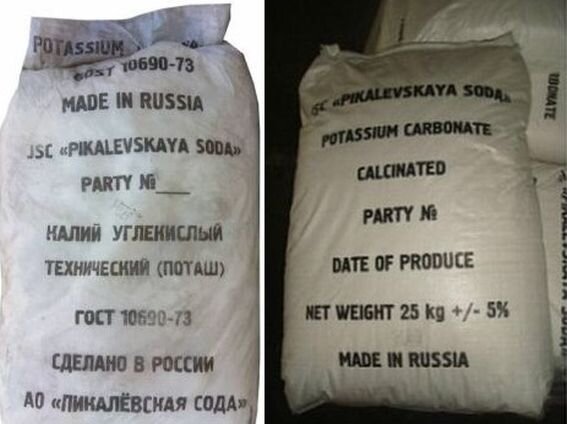 POTASSIUM
GOST 10690-73
MADE IN RUSSIA
JSC «PIKALEVSKAYA SODA»
PARTY №___
КАЛИЙ УГЛЕКИСЛЫЙ
ТЕХНИЧЕСКИЙ (ПОТАШ)
ГОСТ 10690-73
СДЕЛАНО В РОССИИ
АО «ПИКАЛЁВСКАЯ СОДА»
JSC «PIKALEVSKAYA SODA»
POTASSIUM CARBONATE
CALCINATED
PARTY №
DATE OF PRODUCE
NET WEIGHT 25 kg +/- 5%
MADE IN RUSSIA